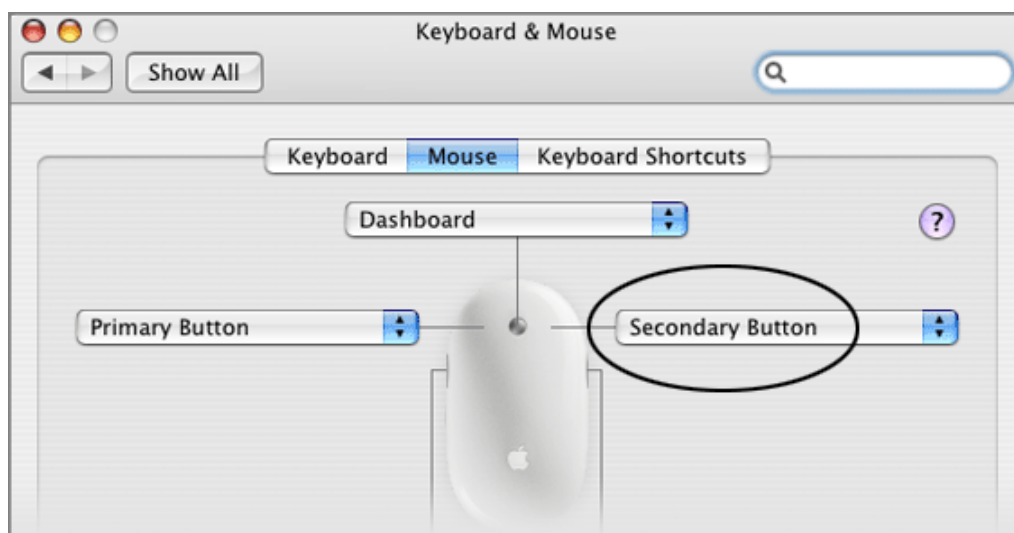 Keyboard & Mouse
Show All
Keyboard Mouse Keyboard Shortcuts
Dashboard
?
Primary Button
Secondary Button